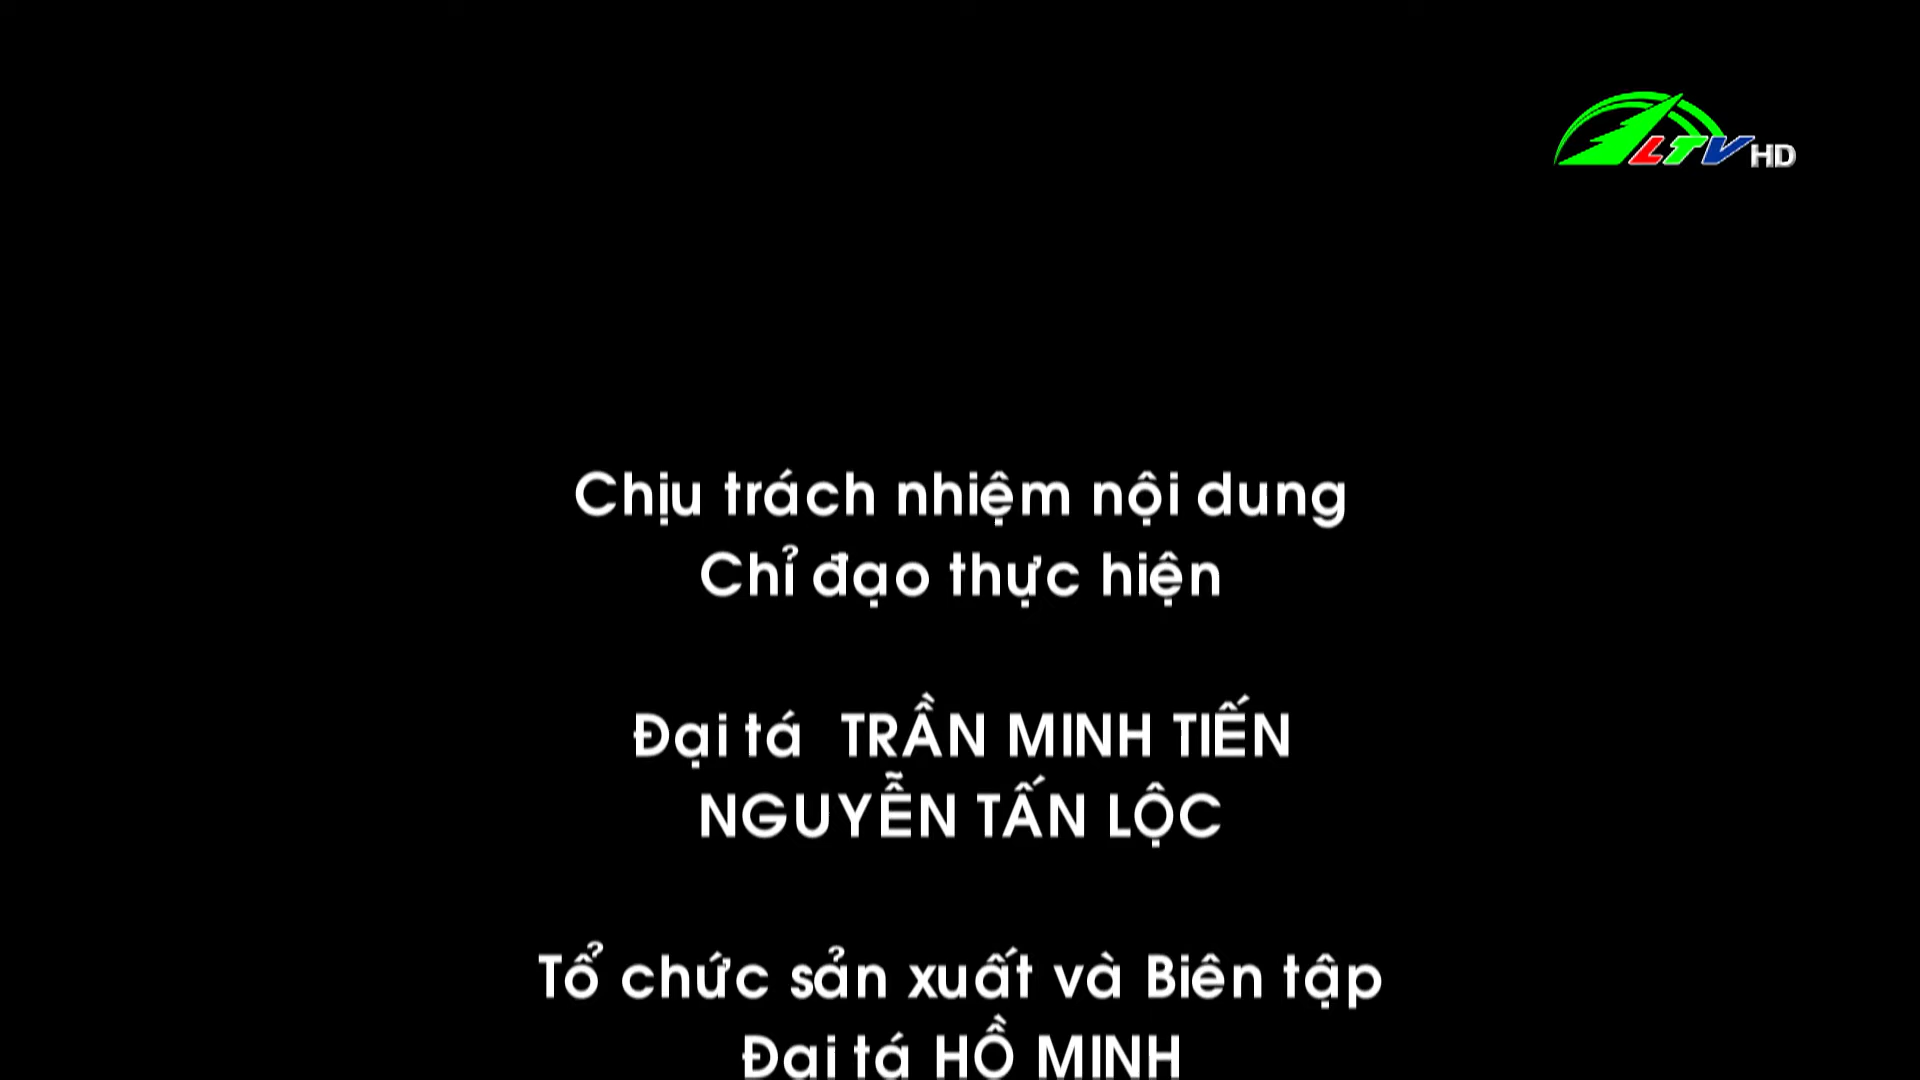 LTV HD
Chịu trách nhiệm nội dung
Chỉ đạo thực hiện
Đại tá TRẦN MINH TIẾN
NGUYỄN TẤN LỘC
Tổ chức sản xuất và Biên tập
Đại tá HỒ MINH